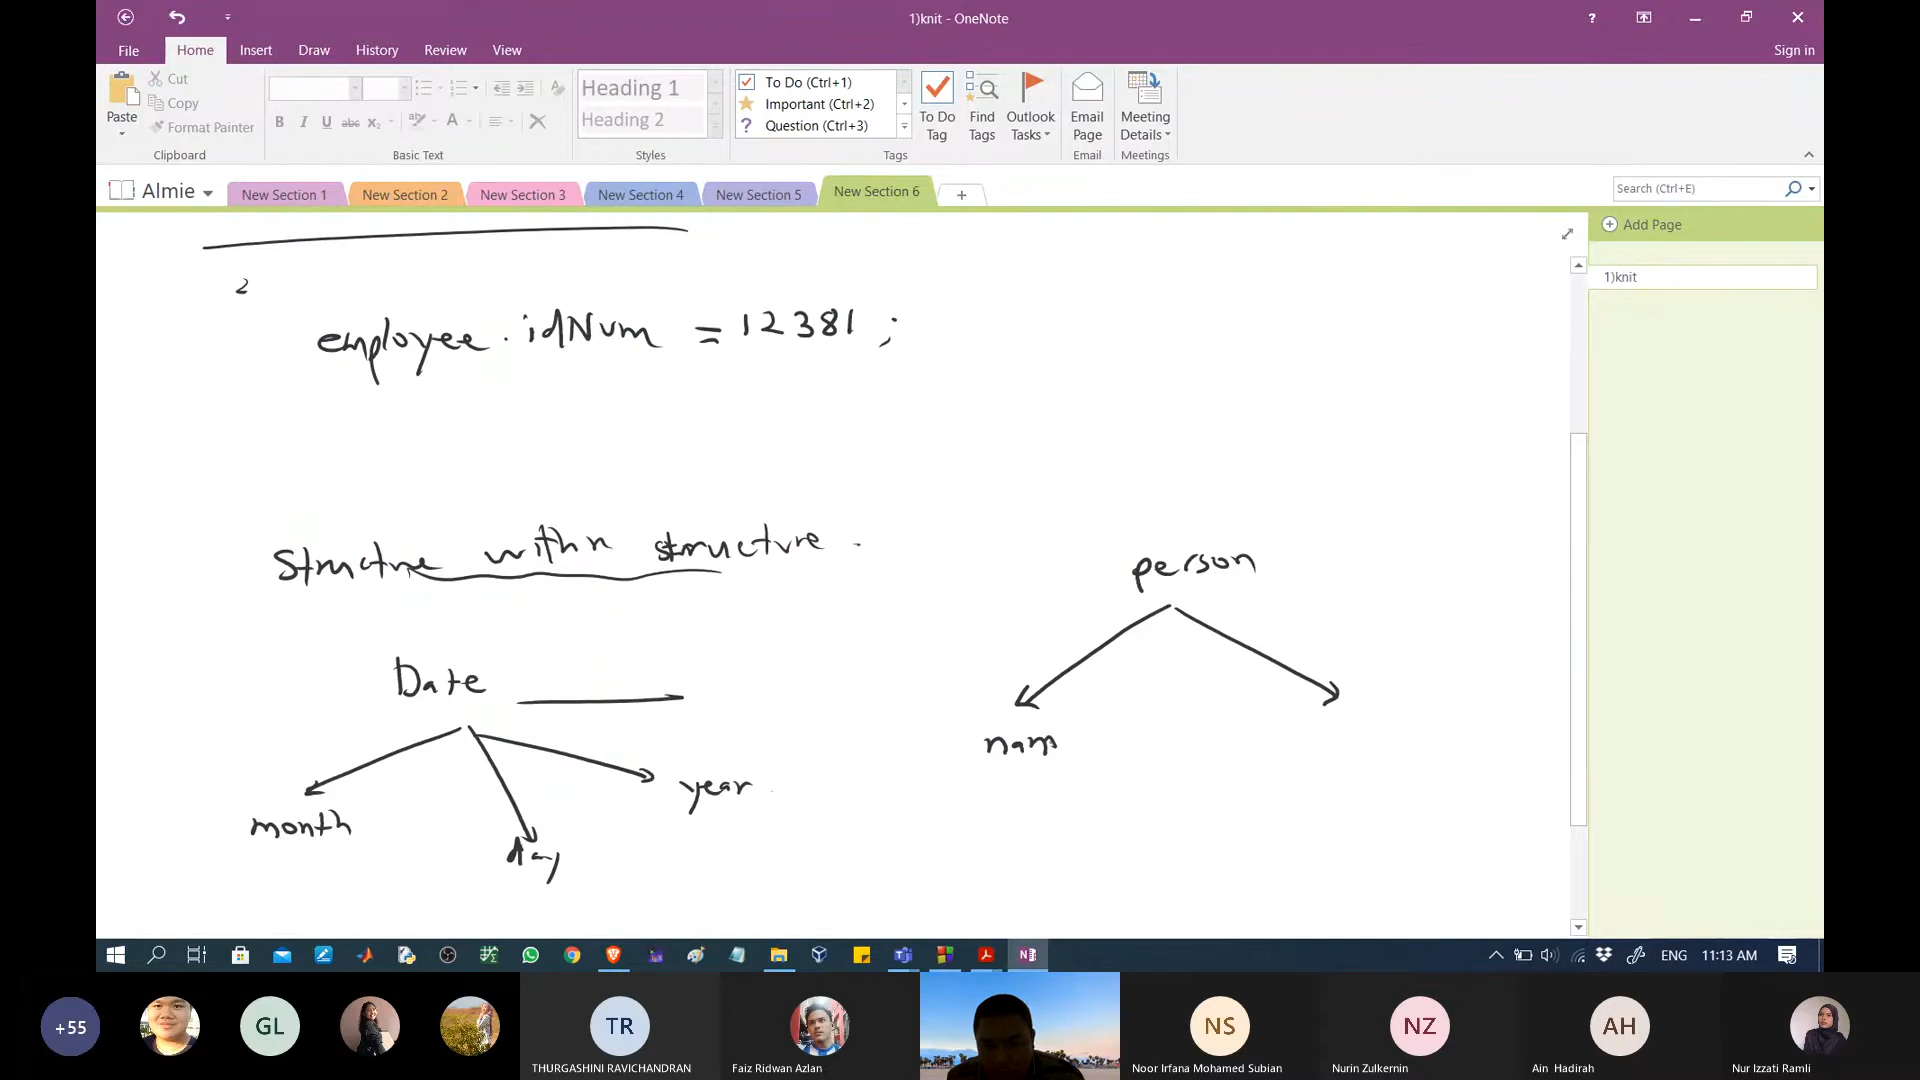 1)knit - OneNote
?
File
Home
Insert
Draw
History
Review
View
Sign in
Paste
Cut
Copy
Format Painter
Clipboard
B I U abc x₂ A
Basic Text
Heading 1
Heading 2
Styles
To Do (Ctrl+1)
Important (Ctrl+2)
? Question (Ctrl+3)
To Do Tag
Find Tags
Outlook Tasks
Tags
Email Page
Email
Meeting Details
Meetings
Almie
New Section 1
New Section 2
New Section 3
New Section 4
New Section 5
New Section 6
+
Search (Ctrl+E)
Add Page
1)knit
2
employee . idNum = 12381 ;
Structre within structure .
person
Date
nam
month
day
year
ENG
11:13 AM
+55
GL
TR
NS
NZ
AH
THURGASHINI RAVICHANDRAN
Faiz Ridwan Azlan
Noor Irfana Mohamed Subian
Nurin Zulkernin
Ain Hadirah
Nur Izzati Ramli